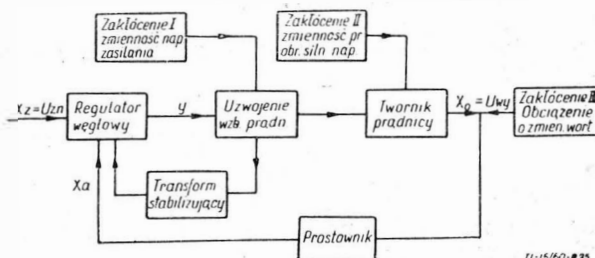 Zakłócenie I
zmienność nap
zasilania
Zakłócenie II
zmienność pr
obr. siln nap.
Xz=Uzn
Regulator
węglowy
y
Uzwojenie
wzb prądn
Twornik
prądnicy
Xo = Uwy
Zakłócenie III
Obciążenie
o zmien. wart
Xa
Transform
stabilizujący
Prostownik